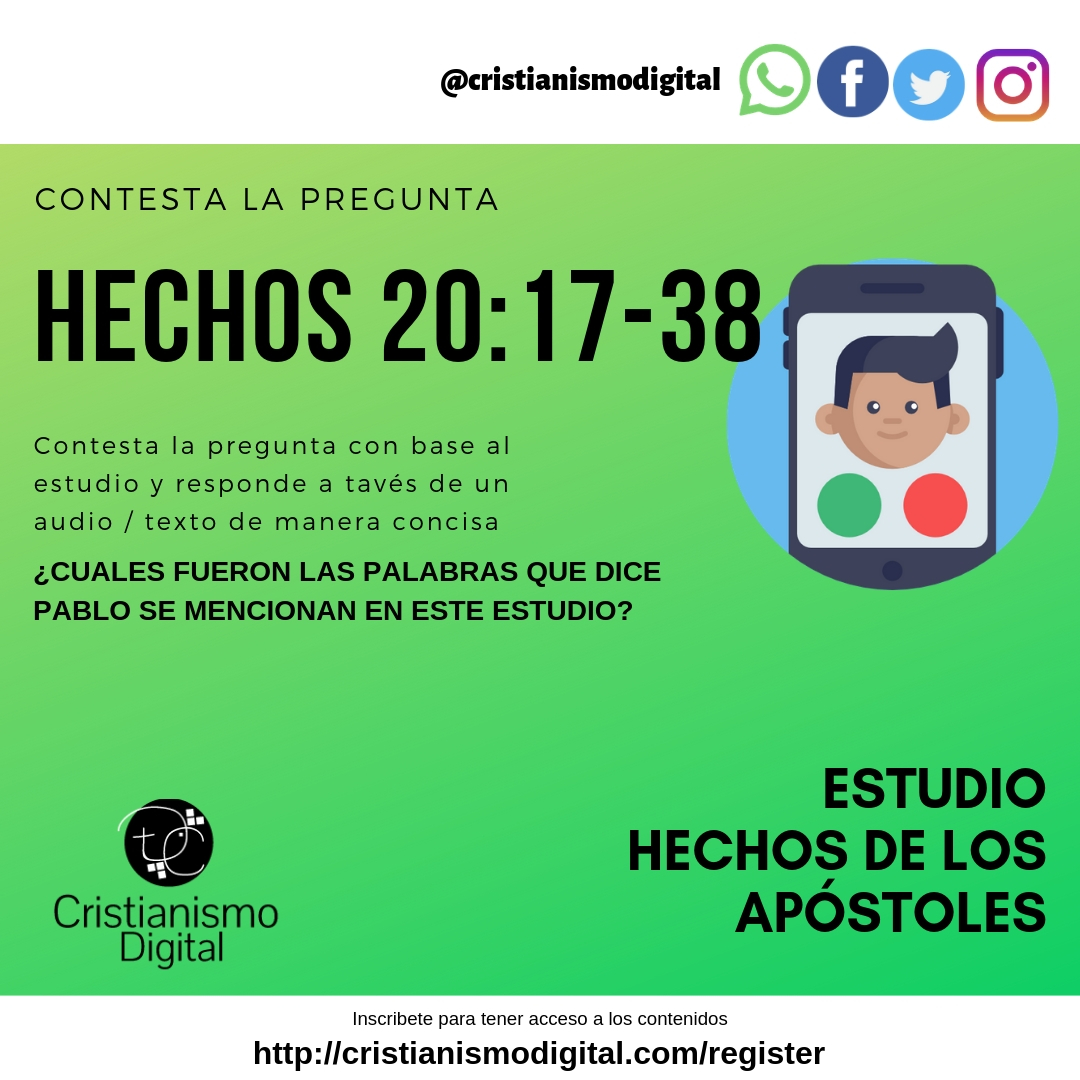 @cristianismodigital
CONTESTA LA PREGUNTA
HECHOS 20:17-38
Contesta la pregunta con base al
estudio y responde a tavés de un
audio / texto de manera concisa
¿CUALES FUERON LAS PALABRAS QUE DICE
PABLO SE MENCIONAN EN ESTE ESTUDIO?
ESTUDIO
HECHOS DE LOS
APÓSTOLES
Cristianismo
Digital
Inscribete para tener acceso a los contenidos
http://cristianismodigital.com/register